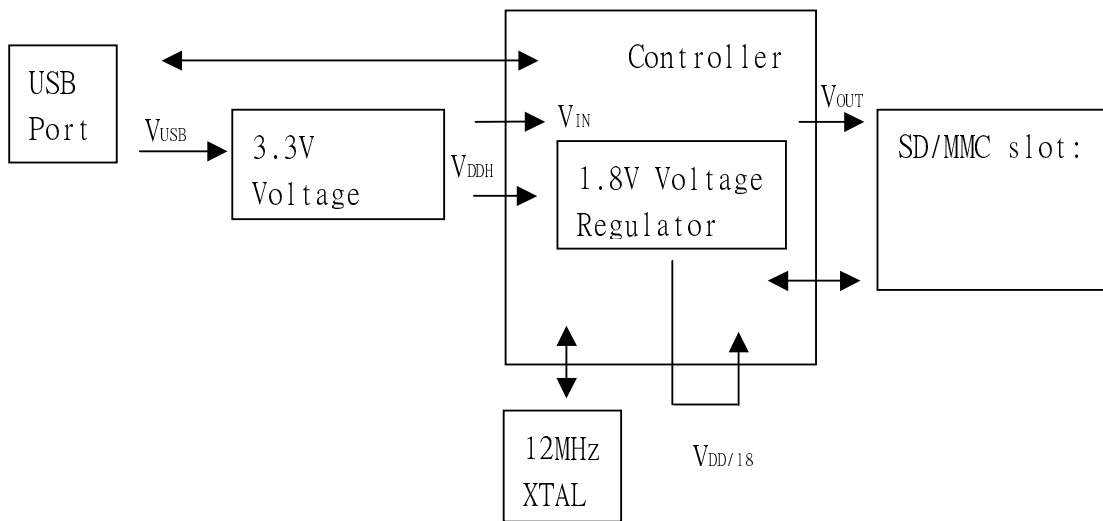 Controller
USB
Port
VUSB
3.3V
Voltage
VIN
VDDH
1.8V Voltage
Regulator
VOUT
SD/MMC slot:
12MHz
XTAL
VDD/18